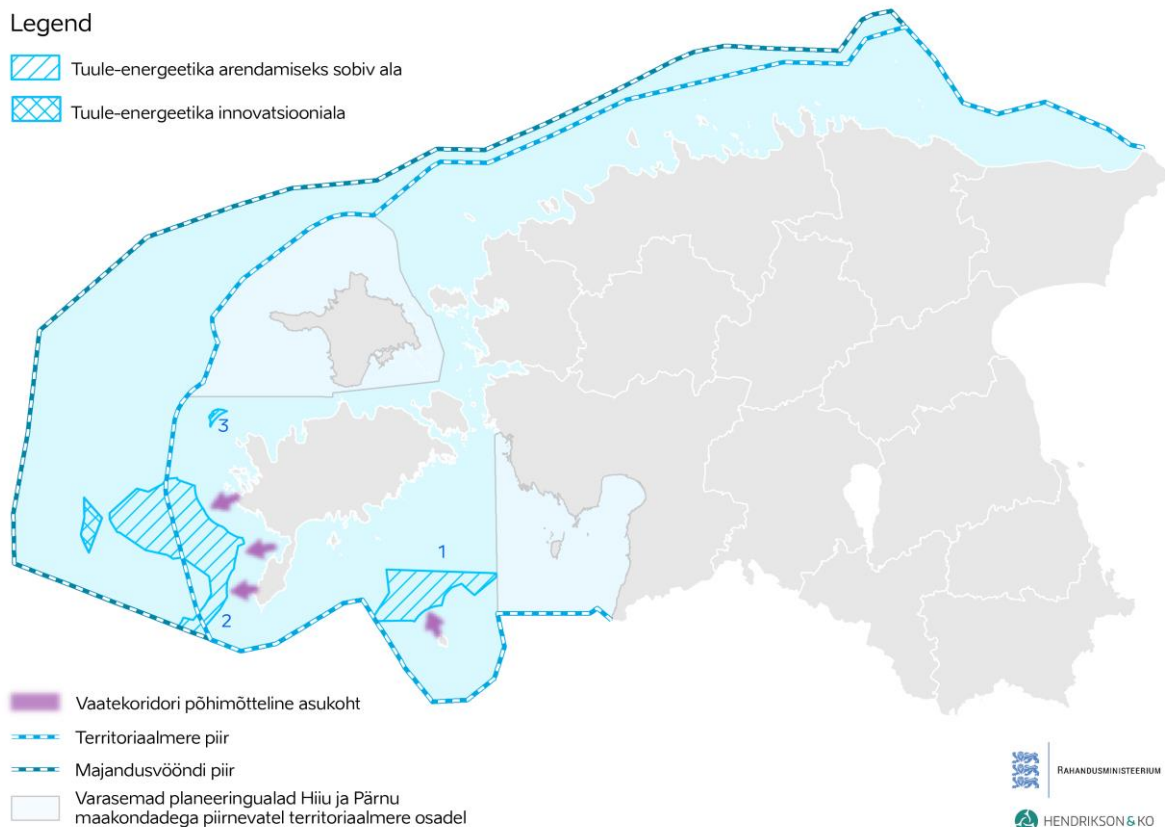 Legend
Tuule-energeetika arendamiseks sobiv ala
Tuule-energeetika innovatsiooniala
3
1
2
Vaatekoridori põhimõtteline asukoht
Territoriaalmere piir
Majandusvööndi piir
Varasemad planeeringualad Hiiu ja Pärnu
maakondadega piirnevatel territoriaalmere osadel
RAHANDUSMINISTEERIUM
HENDRIKSON & KO